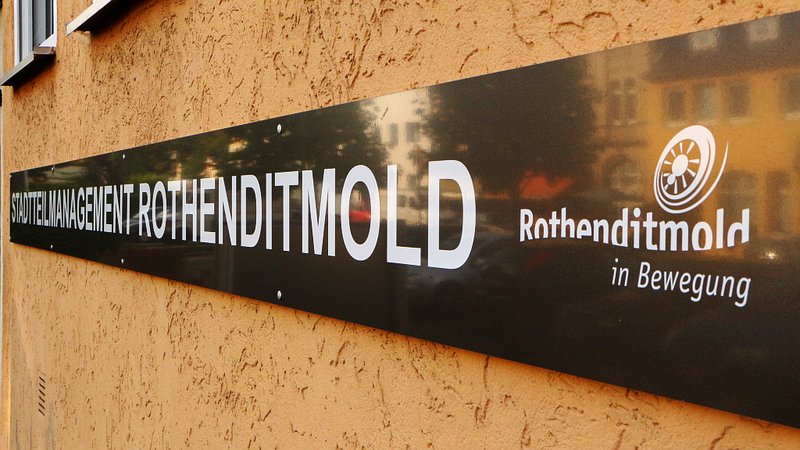 STADTTEILMANAGEMENT ROTHENDITMOLD
Rothenditmold
in Bewegung